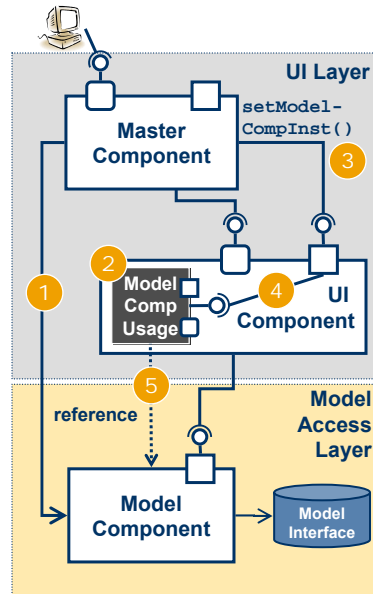 UI Layer
setModel-
CompInst()
Master
Component
3
2
1
Model
Comp
Usage
4
UI
Component
5
reference
Model
Access
Layer
Model
Component
Model
Interface